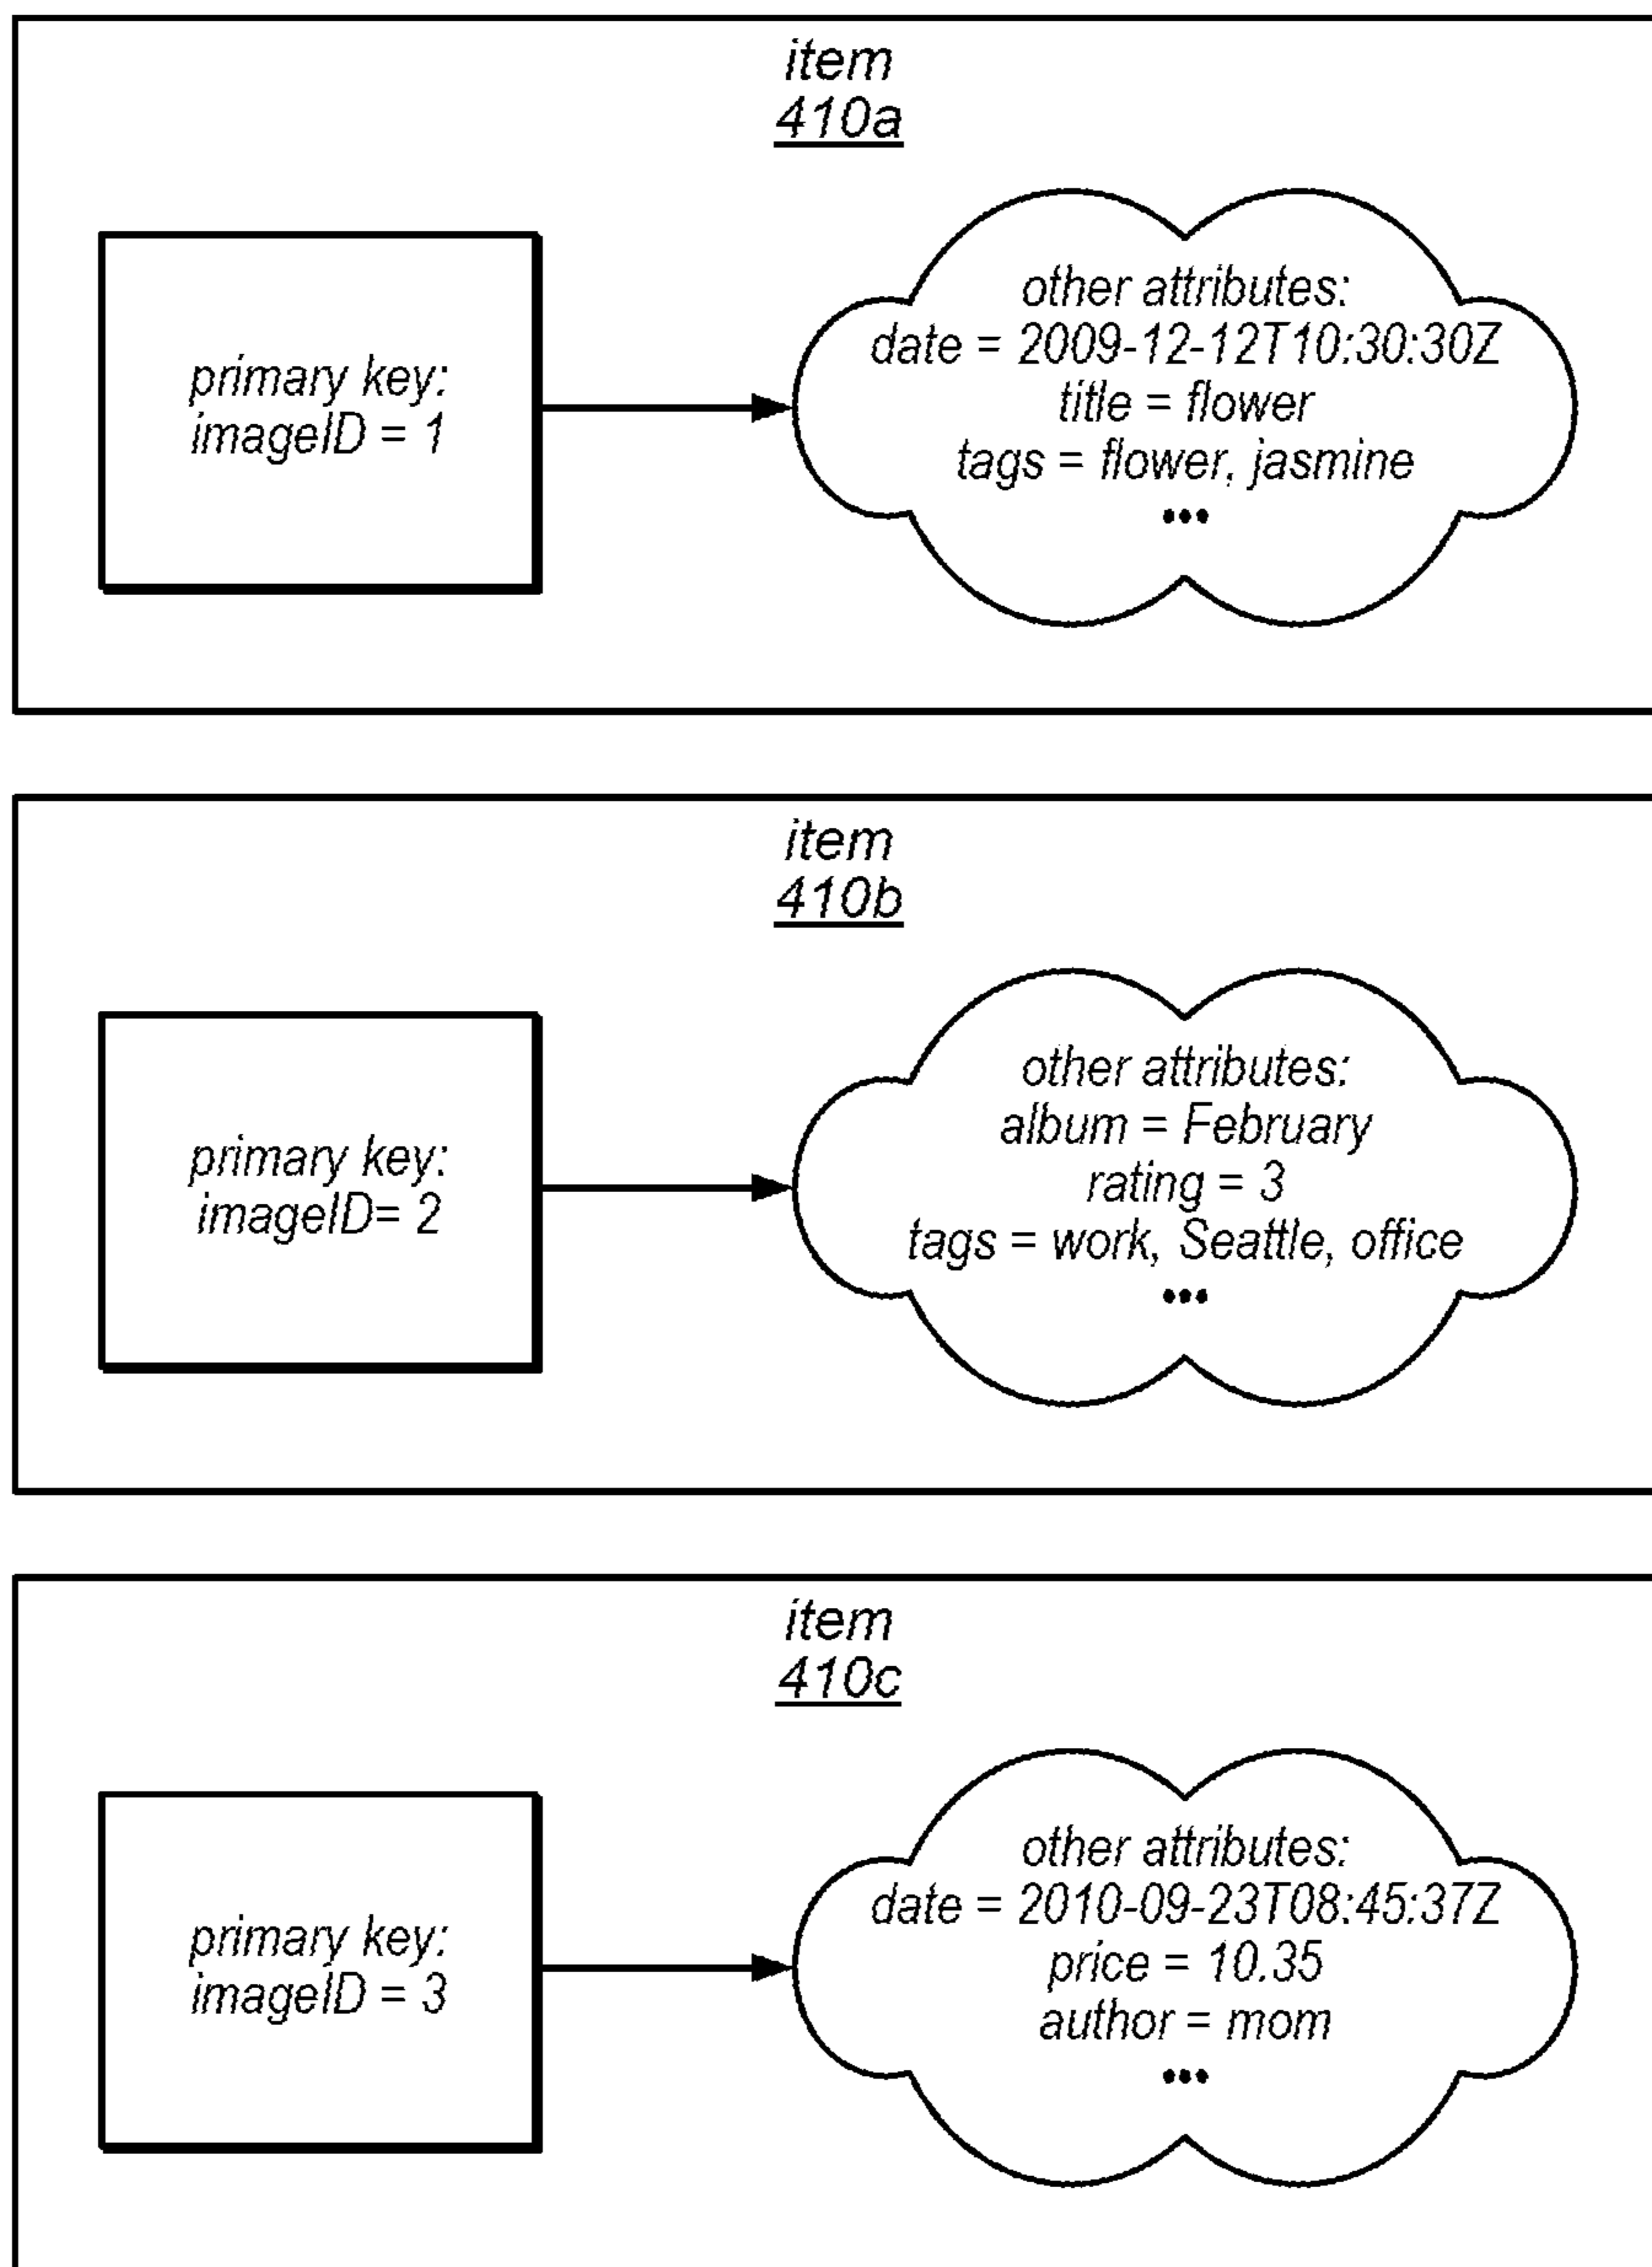 item
410a
primary key:
imageID = 1
other attributes:
date = 2009-12-12T10:30:30Z
title = flower
tags = flower, jasmine
•••
item
410b
primary key:
imageID= 2
other attributes:
album = February
rating = 3
tags = work, Seattle, office
•••
item
410c
primary key:
imageID = 3
other attributes:
date = 2010-09-23T08:45:37Z
price = 10.35
author = mom
•••